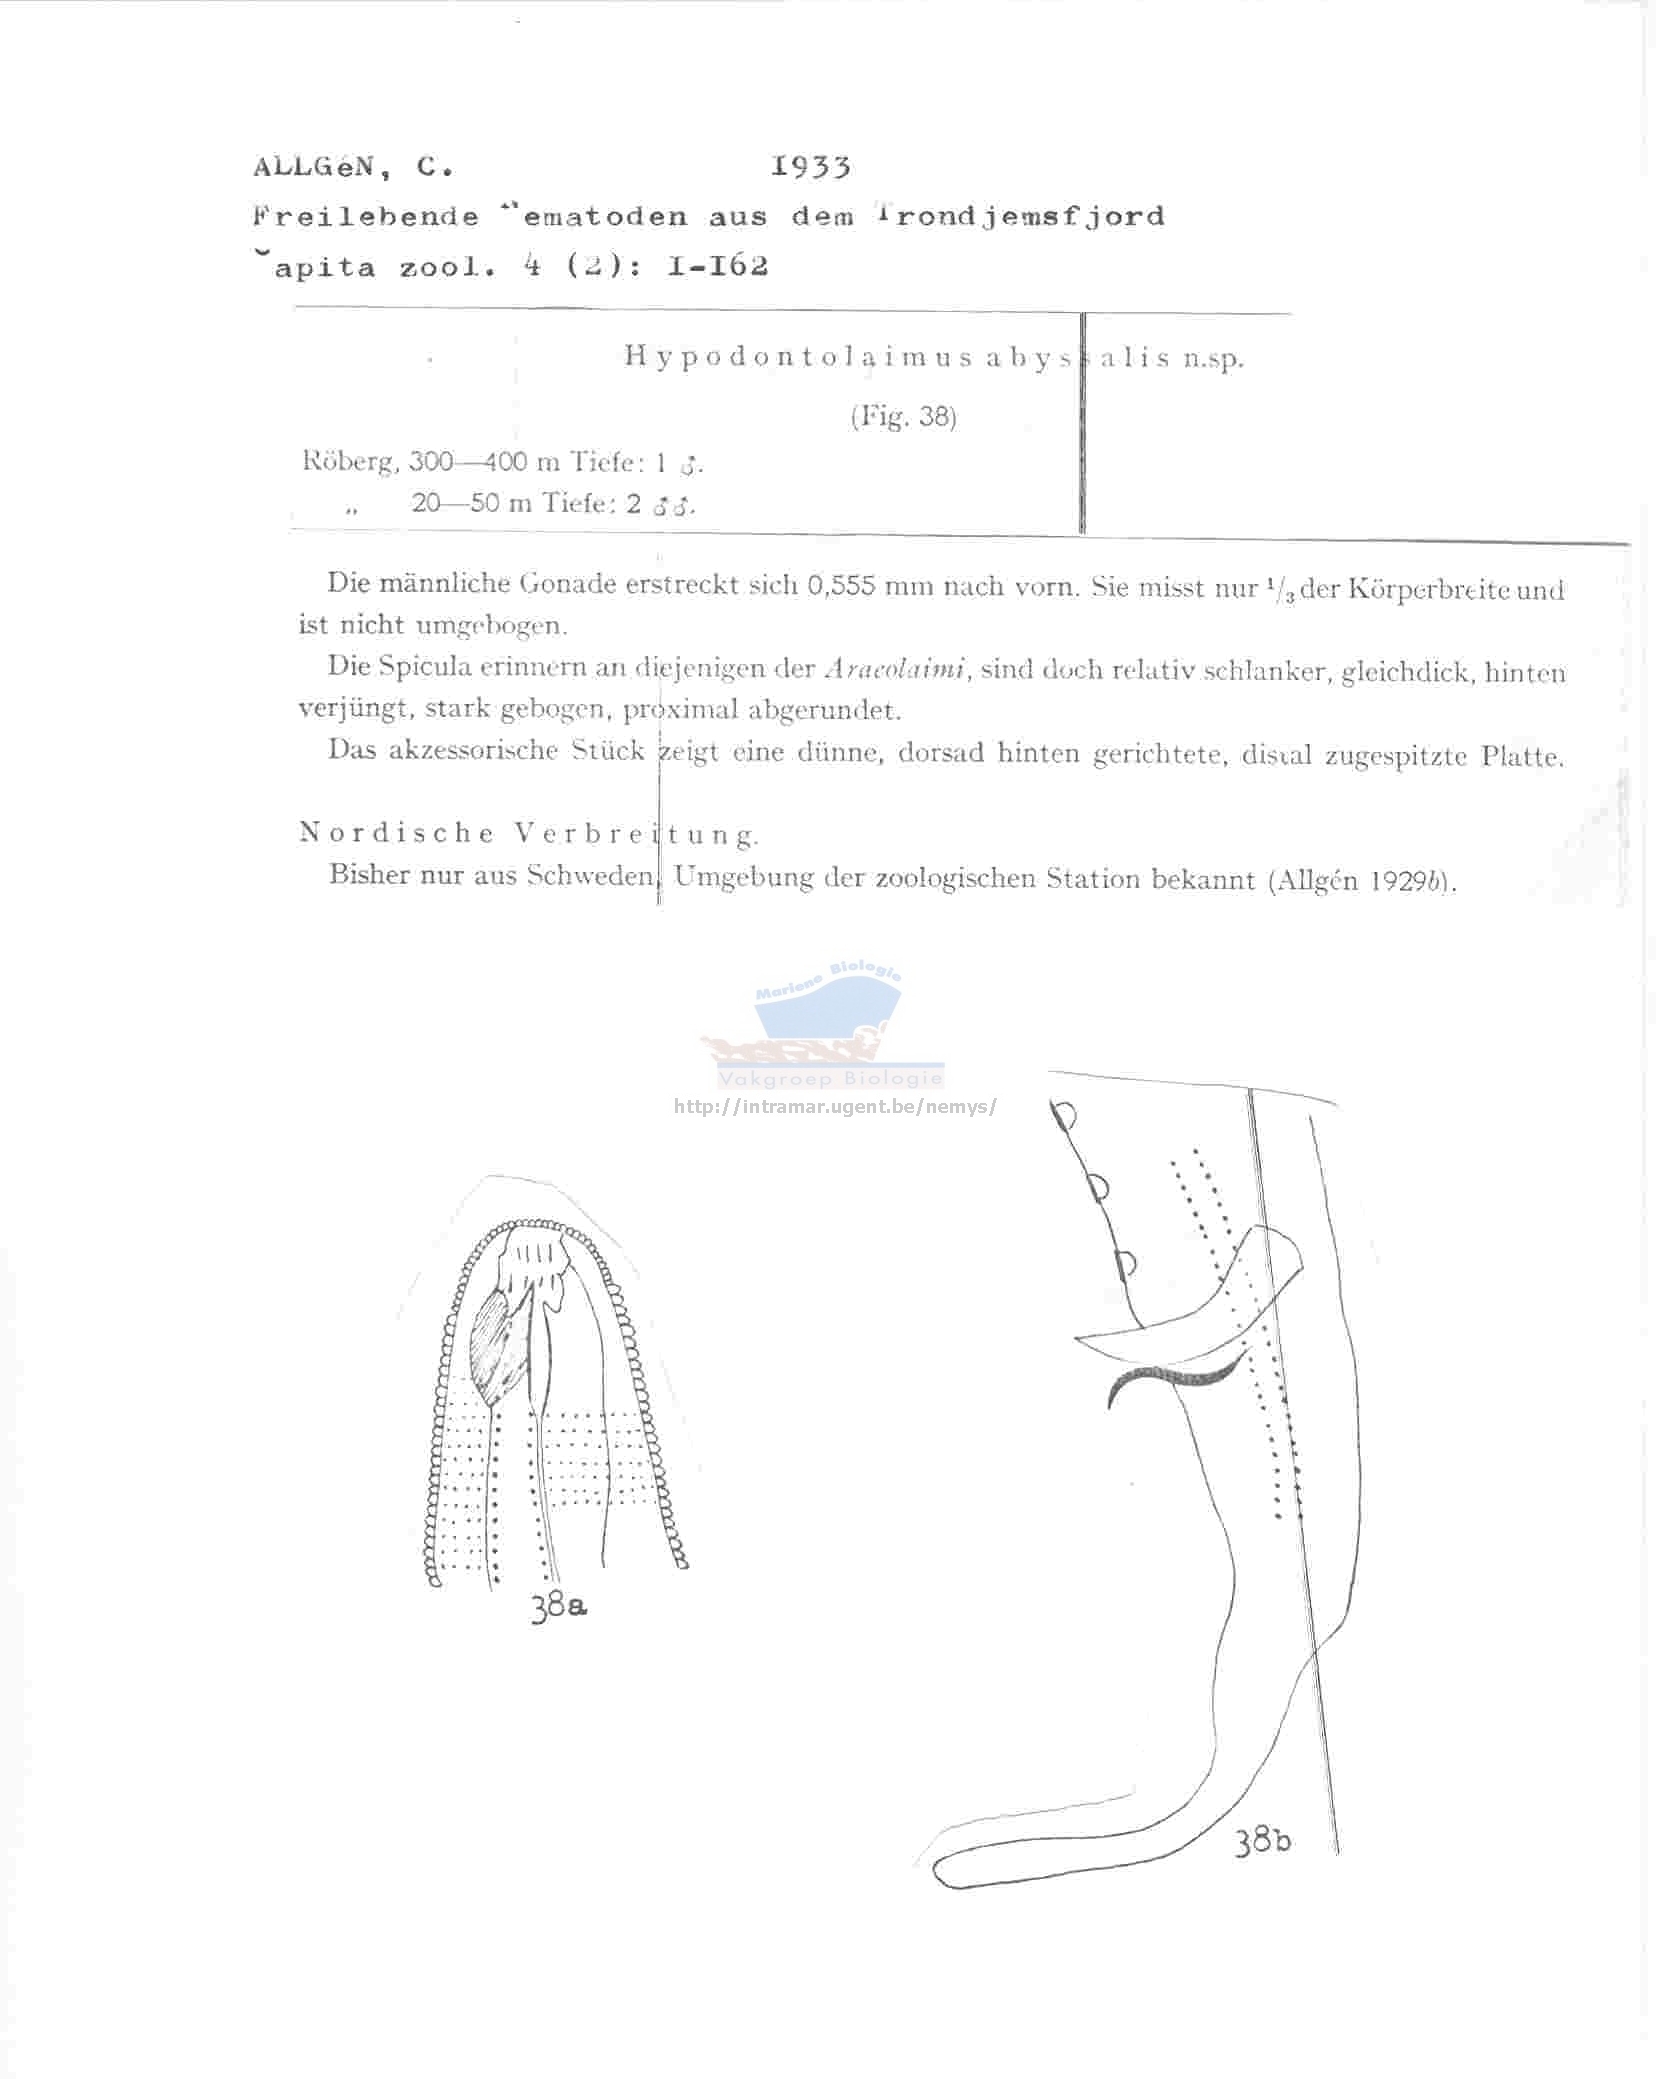 ALLGéN, C. I933
Freilebende Nematoden aus dem Trondjemsfjord
Capita zool. 4 (2): I-I62
Hypodontolaimus abyssalis n.sp.
(Fig. 38)
Röberg, 300—400 m Tiefe: 1 ♂.
„ 20—50 m Tiefe: 2 ♂♂.
Die männliche Gonade erstreckt sich 0,555 mm nach vorn. Sie misst nur 1/3 der Körperbreite und
ist nicht umgebogen.
Die Spicula erinnern an diejenigen der Araeolaimi, sind doch relativ schlanker, gleichdick, hinten
verjüngt, stark gebogen, proximal abgerundet.
Das akzessorische Stück zeigt eine dünne, dorsad hinten gerichtete, distal zugespitzte Platte.
Nordische Verbreitung.
Bisher nur aus Schweden, Umgebung der zoologischen Station bekannt (Allgén 1929b).
Mariene Biologie
Vakgroep Biologie
http://intramar.ugent.be/nemys/
38a
38b